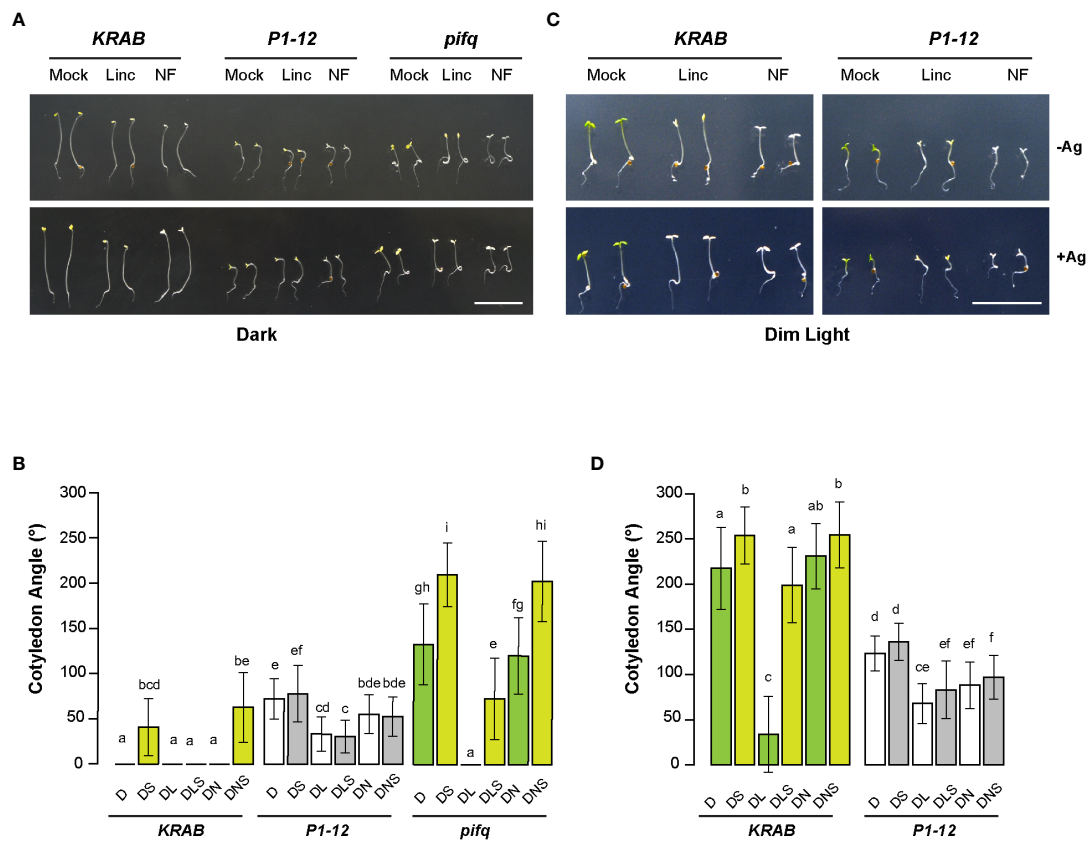 A
KRAB P1-12 pifq
Mock Linc NF Mock Linc NF Mock Linc NF
Dark
C
KRAB P1-12
Mock Linc NF Mock Linc NF
-Ag
+Ag
Dim Light
B
Cotyledon Angle (°)
300
250
200
150
100
50
0
a bcd a a a be e ef cd c bde bde gh i a e fg hi
D DS DL DLS DN DNS D DS DL DLS DN DNS D DS DL DLS DN DNS
KRAB P1-12 pifq
D
Cotyledon Angle (°)
300
250
200
150
100
50
0
a b c a ab b d d ce ef ef f
D DS DL DLS DN DNS D DS DL DLS DN DNS
KRAB P1-12